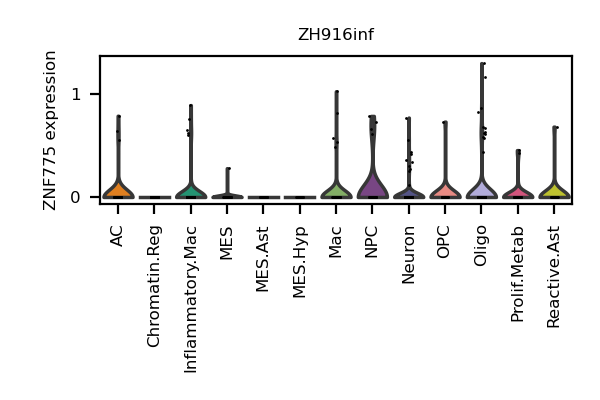 ZH916inf
ZNF775 expression
1
0
AC
Chromatin.Reg
Inflammatory.Mac
MES
MES.Ast
MES.Hyp
Mac
NPC
Neuron
OPC
Oligo
Prolif.Metab
Reactive.Ast